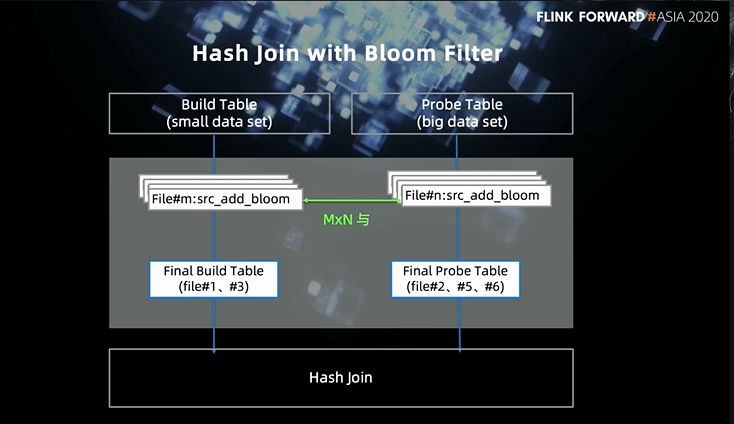 FLINK FORWARD#ASIA 2020
Hash Join with Bloom Filter
Build Table
(small data set)
Probe Table
(big data set)
File#m:src_add_bloom
File#n:src_add_bloom
MxN 与
Final Build Table
(file#1、#3)
Final Probe Table
(file#2、#5、#6)
Hash Join